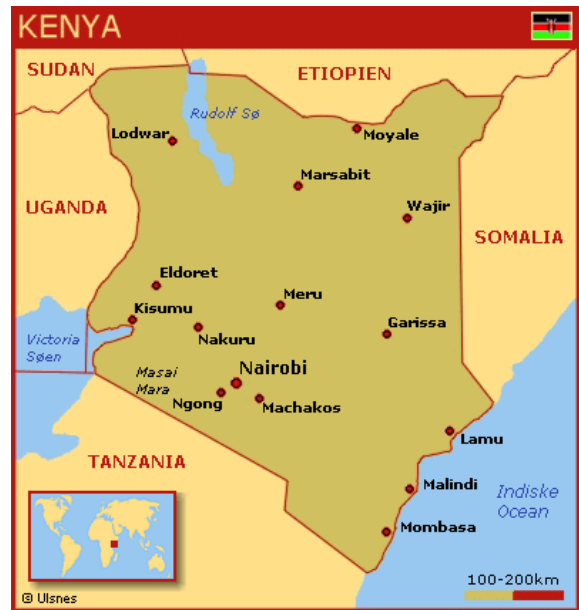 KENYA
SUDAN
ETIOPIEN
Rudolf Sø
Lodwar
Moyale
Marsabit
UGANDA
Wajir
SOMALIA
Eldoret
Kisumu
Meru
Garissa
Nakuru
Victoria
Søen
Masai
Mara
Nairobi
Ngong
Machakos
Lamu
TANZANIA
Malindi
Indiske
Ocean
Mombasa
100-200km
© Ulsnes